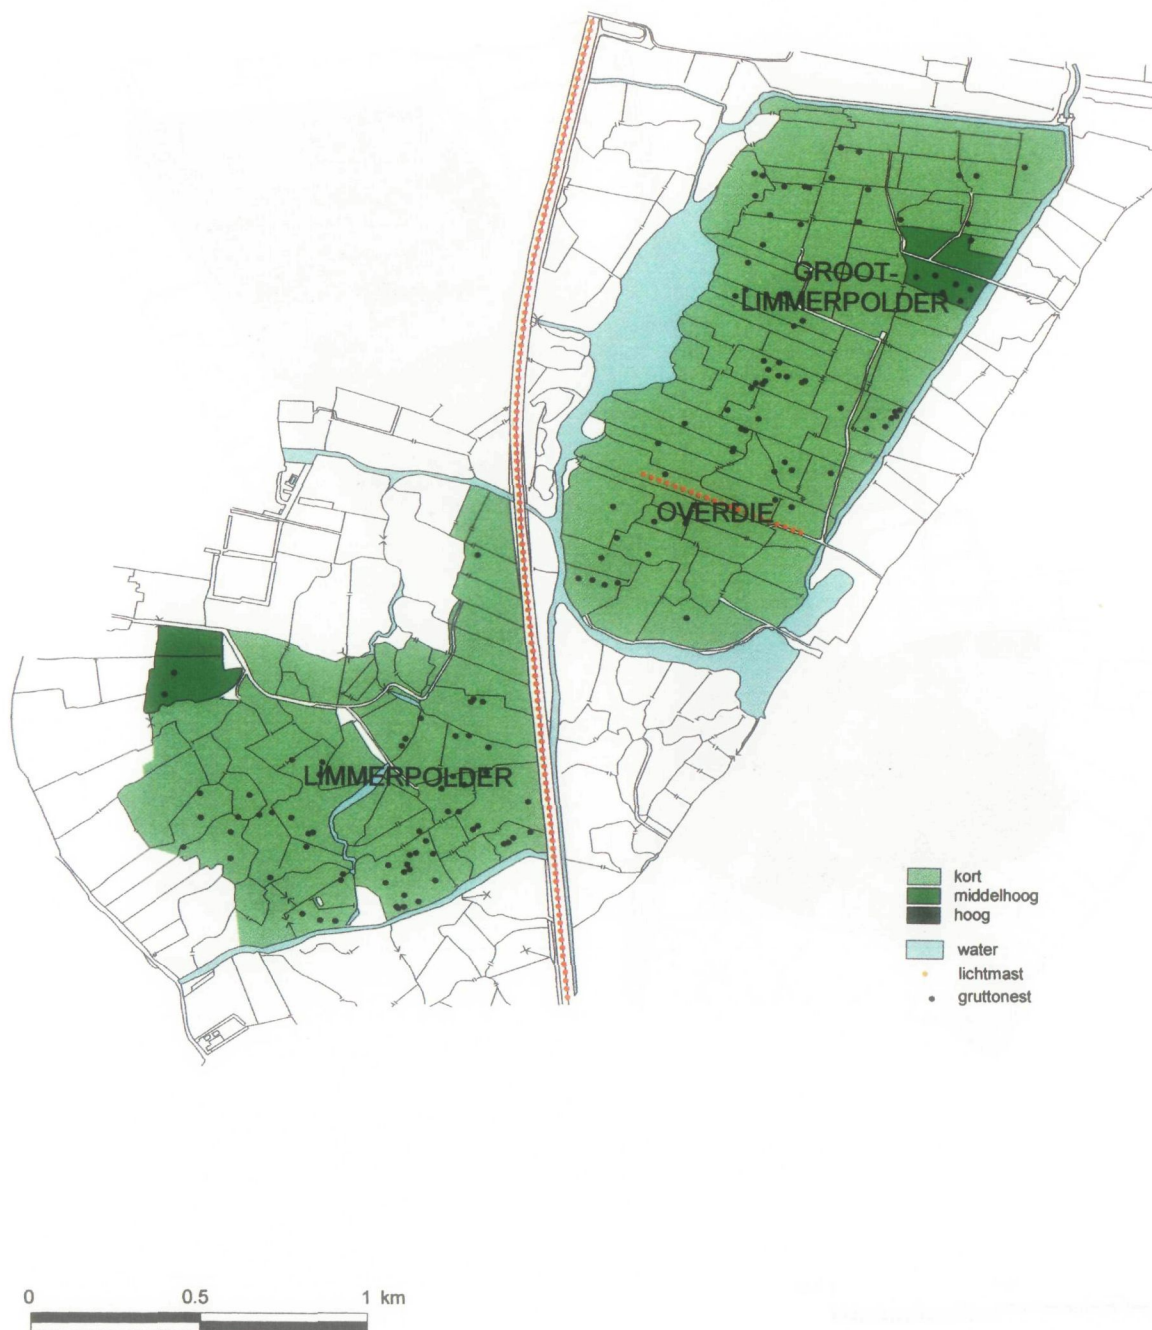 GROOT-
LIMMERPOLDER
OVERDIE
LIMMERPOLDER
kort
middelhoog
hoog
water
lichtmast
gruttonest
0 0.5 1 km